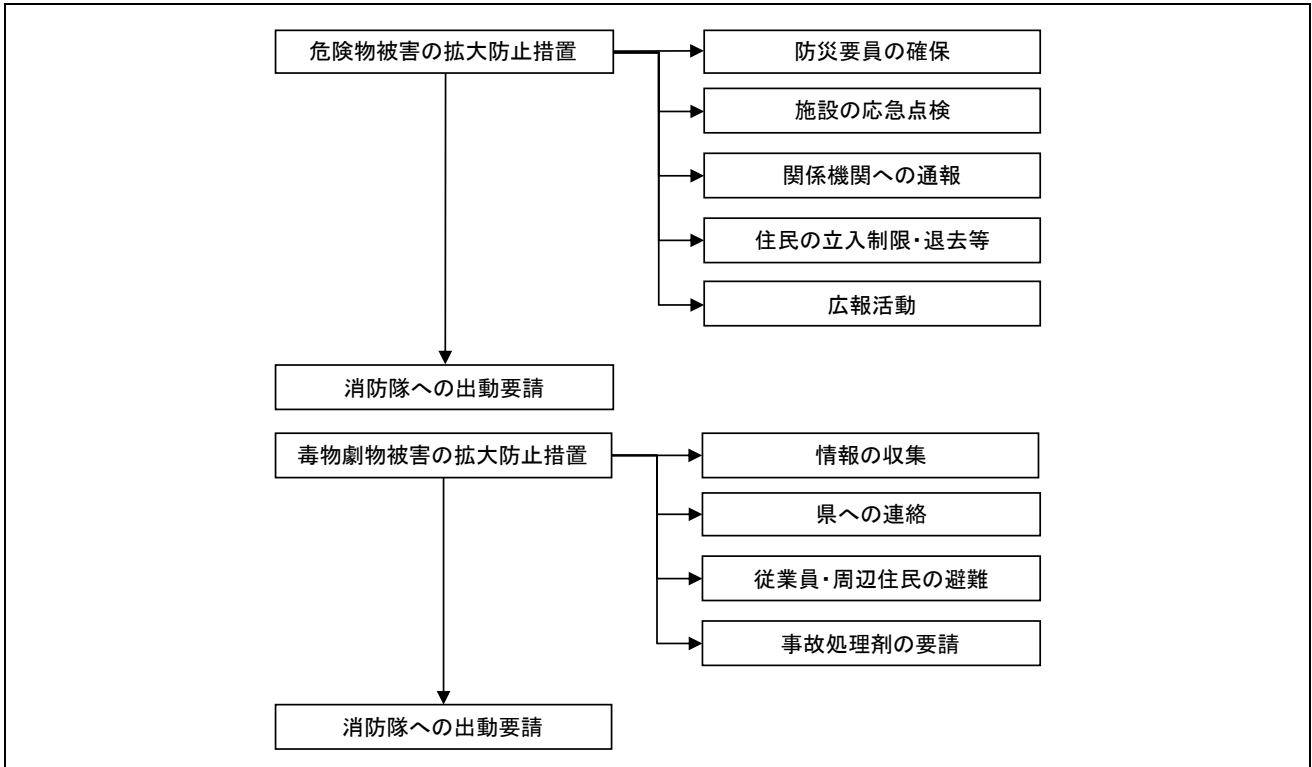 危険物被害の拡大防止措置
防災要員の確保
施設の応急点検
関係機関への通報
住民の立入制限・退去等
広報活動
消防隊への出動要請
毒物劇物被害の拡大防止措置
情報の収集
県への連絡
従業員・周辺住民の避難
事故処理剤の要請
消防隊への出動要請